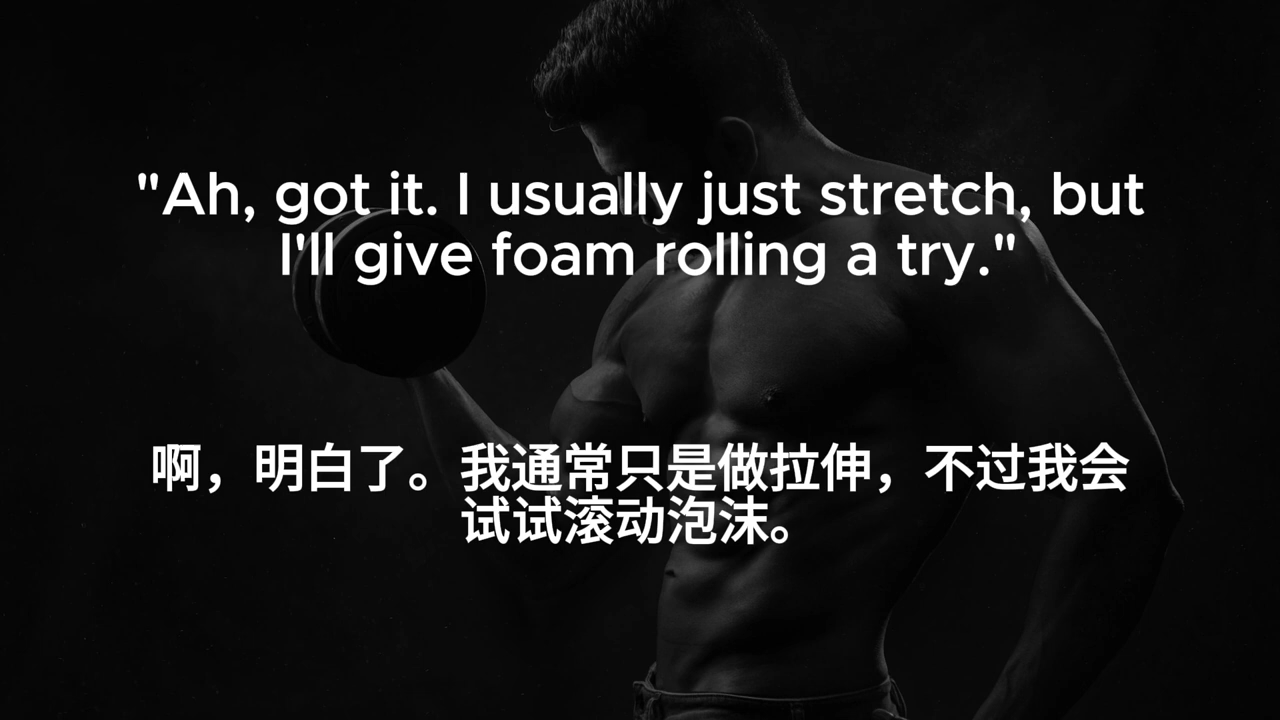 "Ah, got it. I usually just stretch, but
I'll give foam rolling a try."
啊，明白了。我通常只是做拉伸，不过我会
试试滚动泡沫。